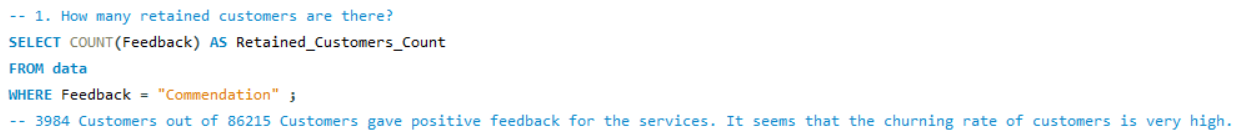 -- 1. How many retained customers are there?
SELECT COUNT(Feedback) AS Retained_Customers_Count
FROM data
WHERE Feedback = "Commendation" ;
-- 3984 Customers out of 86215 Customers gave positive feedback for the services. It seems that the churning rate of customers is very high.